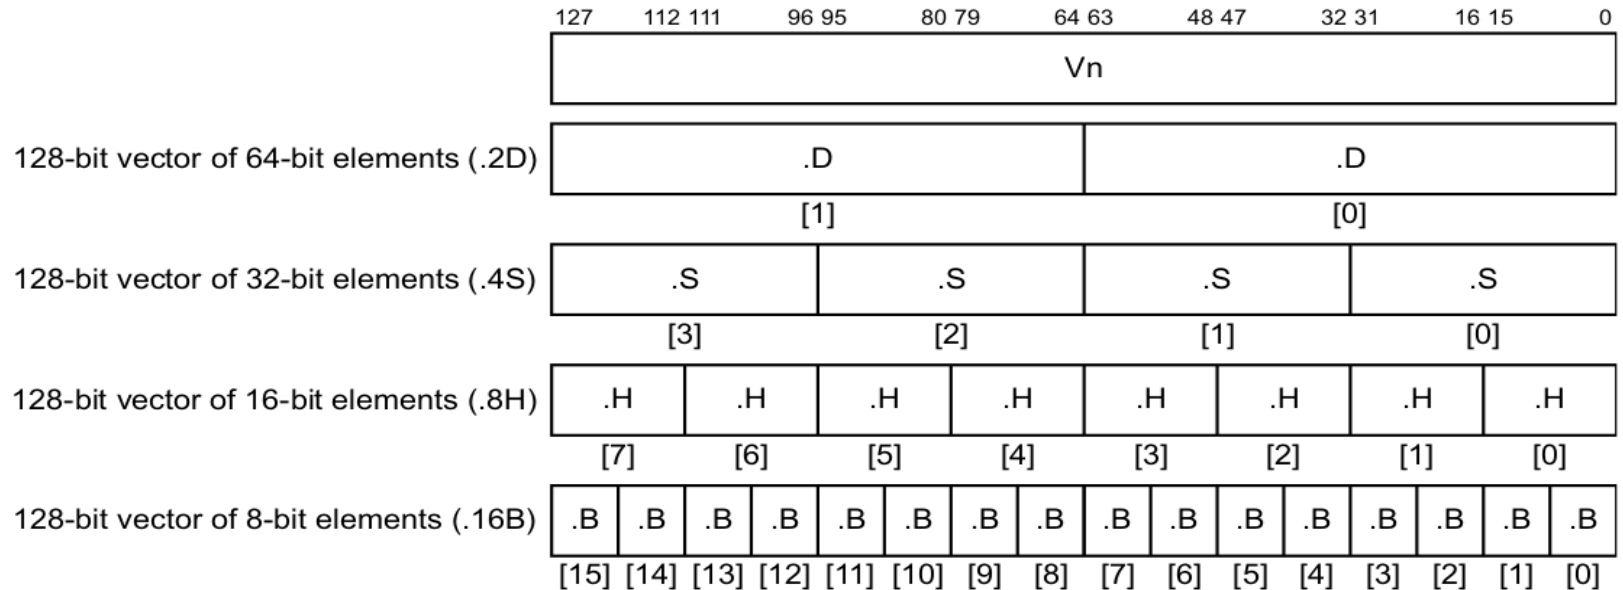 127 112 111 96 95 80 79 64 63 48 47 32 31 16 15 0
Vn
128-bit vector of 64-bit elements (.2D) .D .D
[1] [0]
128-bit vector of 32-bit elements (.4S) .S .S .S .S
[3] [2] [1] [0]
128-bit vector of 16-bit elements (.8H) .H .H .H .H .H .H .H .H
[7] [6] [5] [4] [3] [2] [1] [0]
128-bit vector of 8-bit elements (.16B) .B .B .B .B .B .B .B .B .B .B .B .B .B .B .B .B
[15] [14] [13] [12] [11] [10] [9] [8] [7] [6] [5] [4] [3] [2] [1] [0]